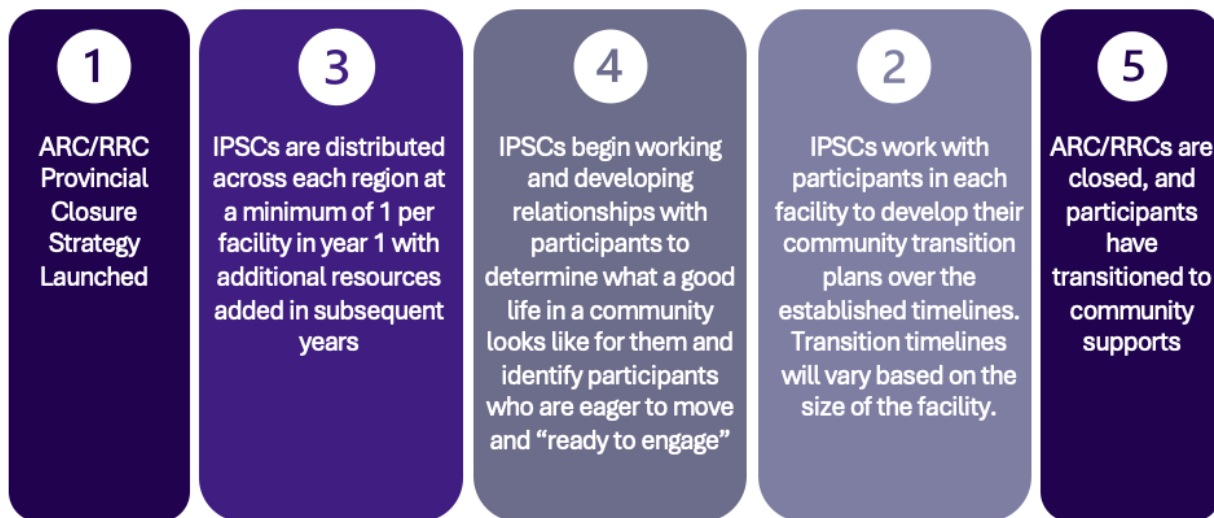 1
ARC/RRC
Provincial
Closure
Strategy
Launched
3
IPSCs are distributed
across each region at
a minimum of 1 per
facility in year 1 with
additional resources
added in subsequent
years
4
IPSCs begin working
and developing
relationships with
participants to
determine what a good
life in a community
looks like for them and
identify participants
who are eager to move
and “ready to engage”
2
IPSCs work with
participants in each
facility to develop their
community transition
plans over the
established timelines.
Transition timelines
will vary based on the
size of the facility.
5
ARC/RRCs are
closed, and
participants
have
transitioned to
community
supports